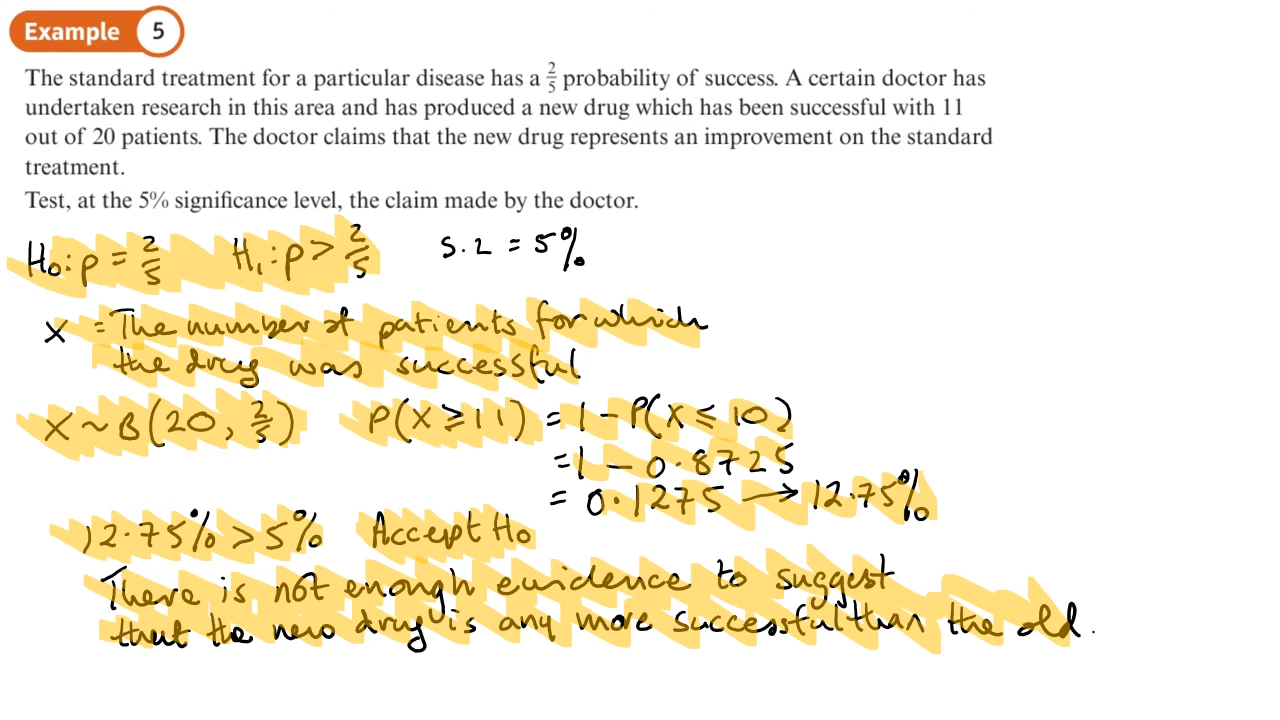 Example 5
The standard treatment for a particular disease has a 2/5 probability of success. A certain doctor has
undertaken research in this area and has produced a new drug which has been successful with 11
out of 20 patients. The doctor claims that the new drug represents an improvement on the standard
treatment.
Test, at the 5% significance level, the claim made by the doctor.
H₀: p = 2/5 H₁: p > 2/5 S.L = 5%
X = The number of patients for which
the drug was successful
X ~ B(20, 2/5) P(X ≥ 11) = 1 - P(X ≤ 10)
= 1 - 0.8725
= 0.1275 → 12.75%
12.75% > 5% Accept H₀
There is not enough evidence to suggest
that the new drug is any more successful than the old.